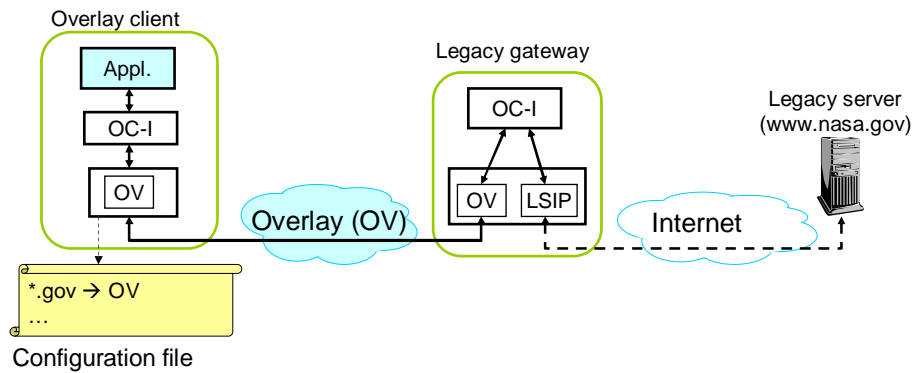 Overlay client
Appl.
OC-I
OV
*.gov → OV
…
Configuration file
Overlay (OV)
Legacy gateway
OC-I
OV
LSIP
Internet
Legacy server
(www.nasa.gov)